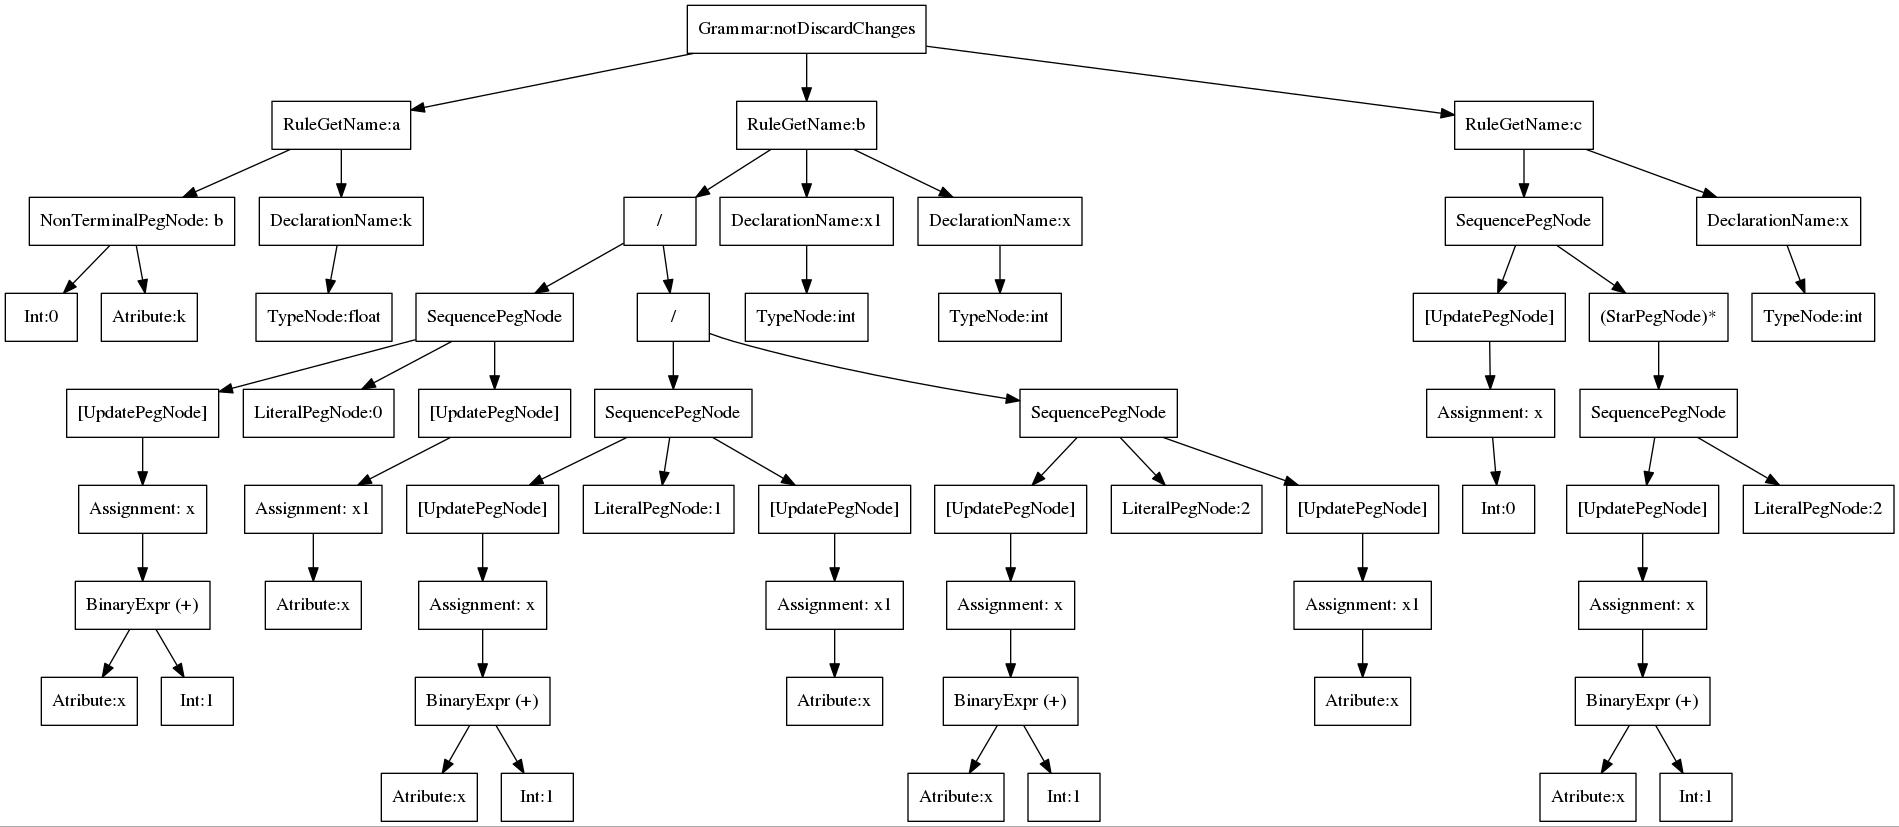 Grammar:notDiscardChanges
RuleGetName:a
RuleGetName:b
RuleGetName:c
NonTerminalPegNode: b
DeclarationName:k
/
DeclarationName:x1
DeclarationName:x
SequencePegNode
DeclarationName:x
Int:0
Atribute:k
TypeNode:float
SequencePegNode
/
TypeNode:int
TypeNode:int
[UpdatePegNode]
(StarPegNode)*
TypeNode:int
[UpdatePegNode]
LiteralPegNode:0
[UpdatePegNode]
SequencePegNode
SequencePegNode
Assignment: x
SequencePegNode
Assignment: x
Assignment: x1
[UpdatePegNode]
LiteralPegNode:1
[UpdatePegNode]
[UpdatePegNode]
LiteralPegNode:2
[UpdatePegNode]
Int:0
[UpdatePegNode]
LiteralPegNode:2
BinaryExpr (+)
Atribute:x
Assignment: x
Assignment: x1
Assignment: x
Assignment: x1
Assignment: x
Atribute:x
Int:1
BinaryExpr (+)
Atribute:x
BinaryExpr (+)
Atribute:x
BinaryExpr (+)
Atribute:x
Int:1
Atribute:x
Int:1
Atribute:x
Int:1